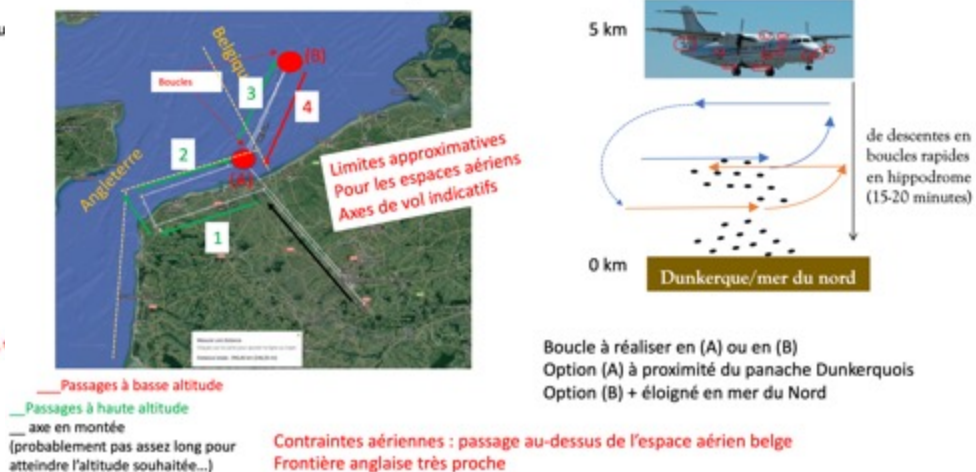 Belgique
(B)
Boucles
3
4
2
Angleterre
(A)
1
Limites approximatives
Pour les espaces aériens
Axes de vol indicatifs
___Passages à basse altitude
__Passages à haute altitude
__ axe en montée
(probablement pas assez long pour
atteindre l'altitude souhaitée...)
5 km
de descentes en
boucles rapides
en hippodrome
(15-20 minutes)
0 km
Dunkerque/mer du nord
Boucle à réaliser en (A) ou en (B)
Option (A) à proximité du panache Dunkerquois
Option (B) + éloigné en mer du Nord
Contraintes aériennes : passage au-dessus de l'espace aérien belge
Frontière anglaise très proche